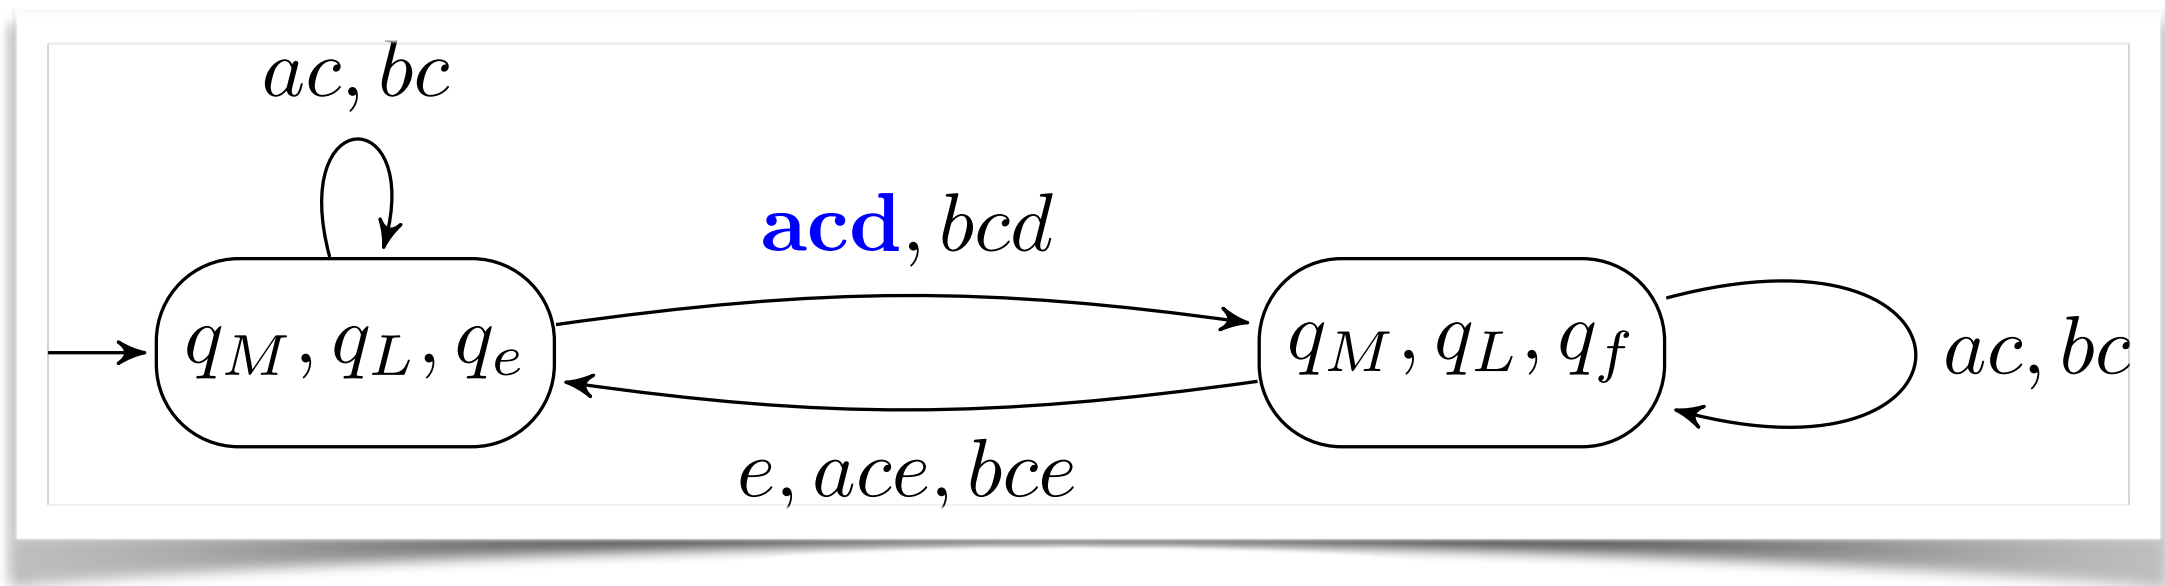 ac, bc
acd, bcd
q_M, q_L, q_e
q_M, q_L, q_f
ac, bc
e, ace, bce